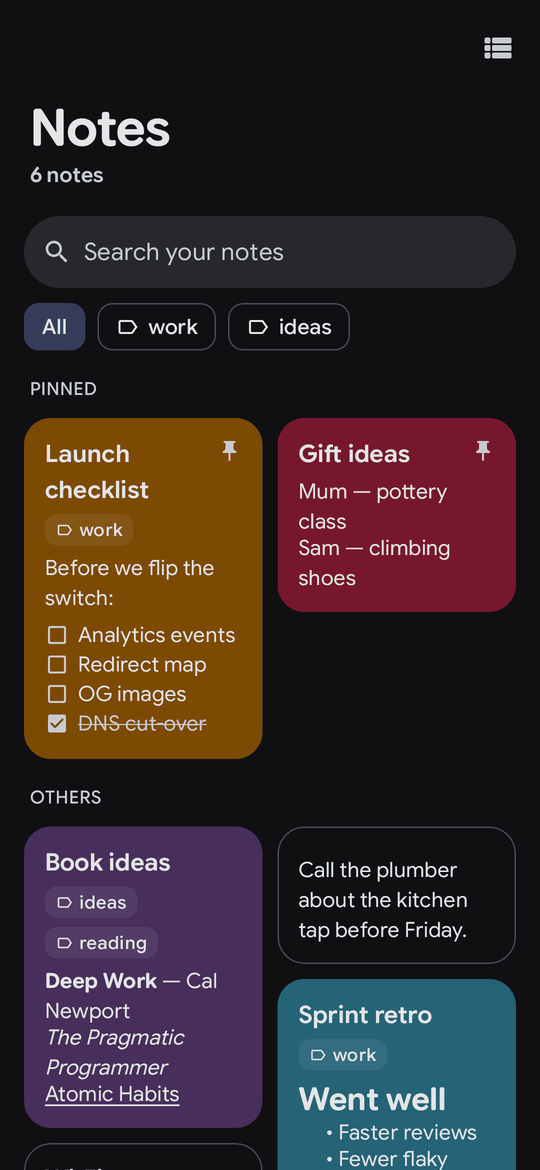 Notes
6 notes
Search your notes
All
work
ideas
PINNED
Launch
checklist
work
Before we flip the
switch:
Analytics events
Redirect map
OG images
DNS cut-over
Gift ideas
Mum — pottery
class
Sam — climbing
shoes
OTHERS
Book ideas
ideas
reading
Deep Work — Cal
Newport
The Pragmatic
Programmer
Atomic Habits
Call the plumber
about the kitchen
tap before Friday.
Sprint retro
work
Went well
• Faster reviews
• Fewer flaky